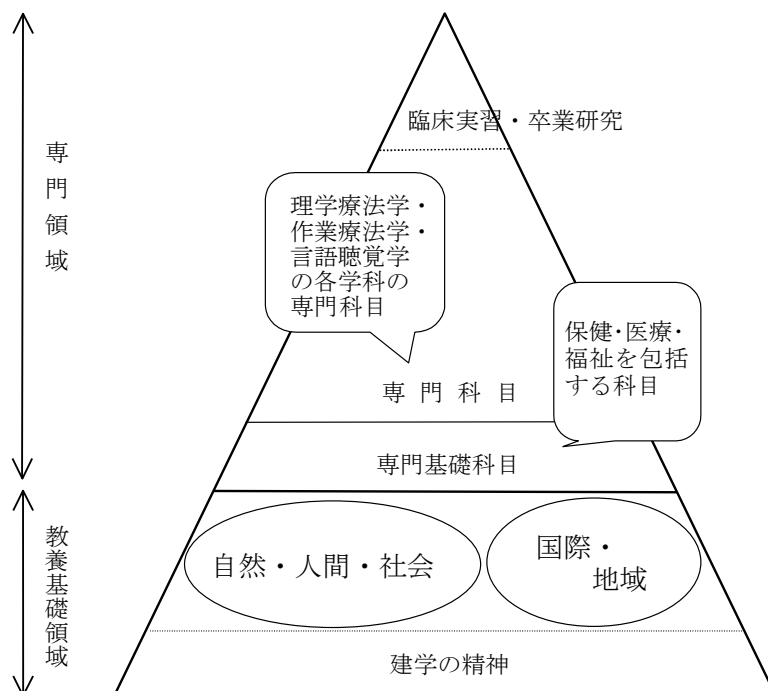 臨床実習・卒業研究
専門領域
理学療法学・
作業療法学・
言語聴覚学
の各学科の
専門科目
保健・医療・
福祉を包括
する科目
専門科目
専門基礎科目
教養基礎領域
自然・人間・社会
国際・
地域
建学の精神